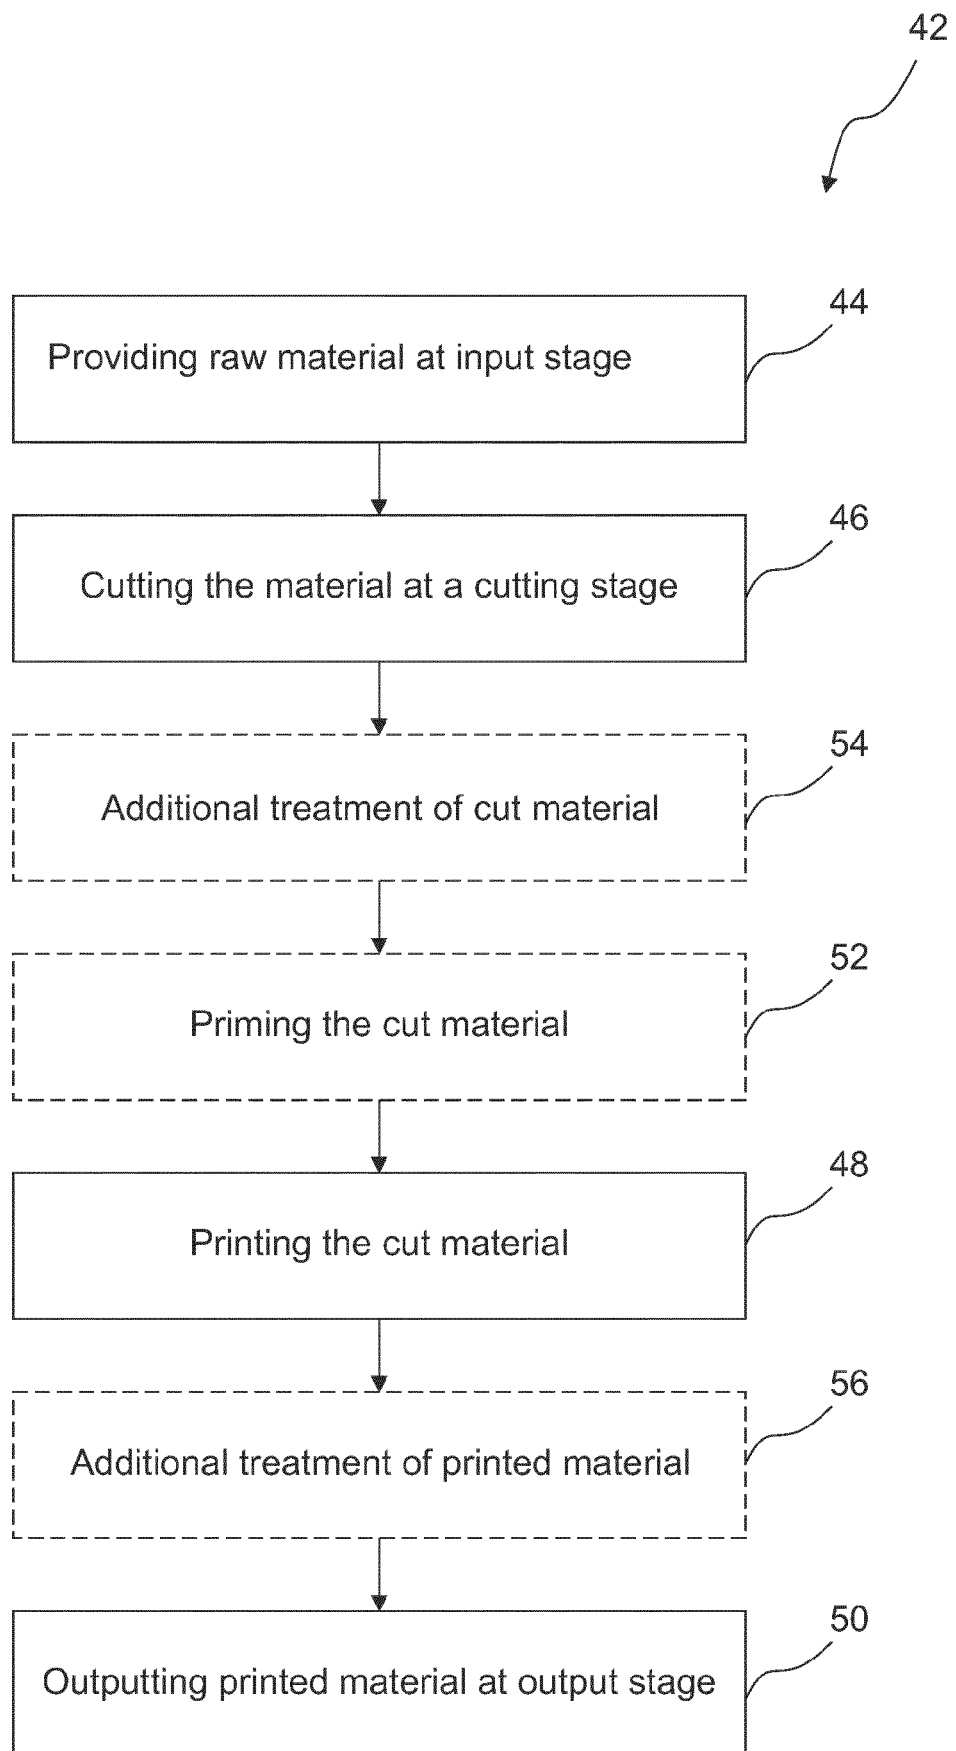 42
44
Providing raw material at input stage
46
Cutting the material at a cutting stage
54
Additional treatment of cut material
52
Priming the cut material
48
Printing the cut material
56
Additional treatment of printed material
50
Outputting printed material at output stage